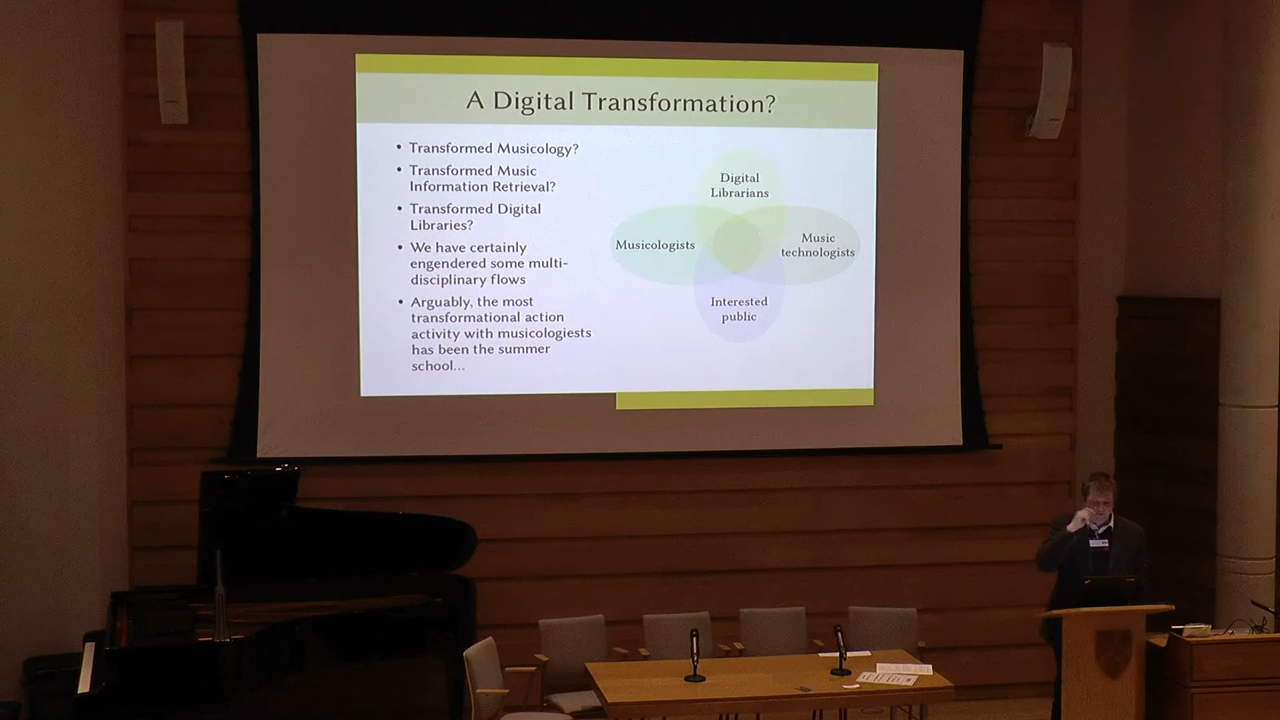 A Digital Transformation?
• Transformed Musicology?
• Transformed Music
Information Retrieval?
• Transformed Digital
Libraries?
• We have certainly
engendered some multi-
disciplinary flows
• Arguably, the most
transformational action
activity with musicologiests
has been the summer
school...
Digital
Librarians
Musicologists
Music
technologists
Interested
public